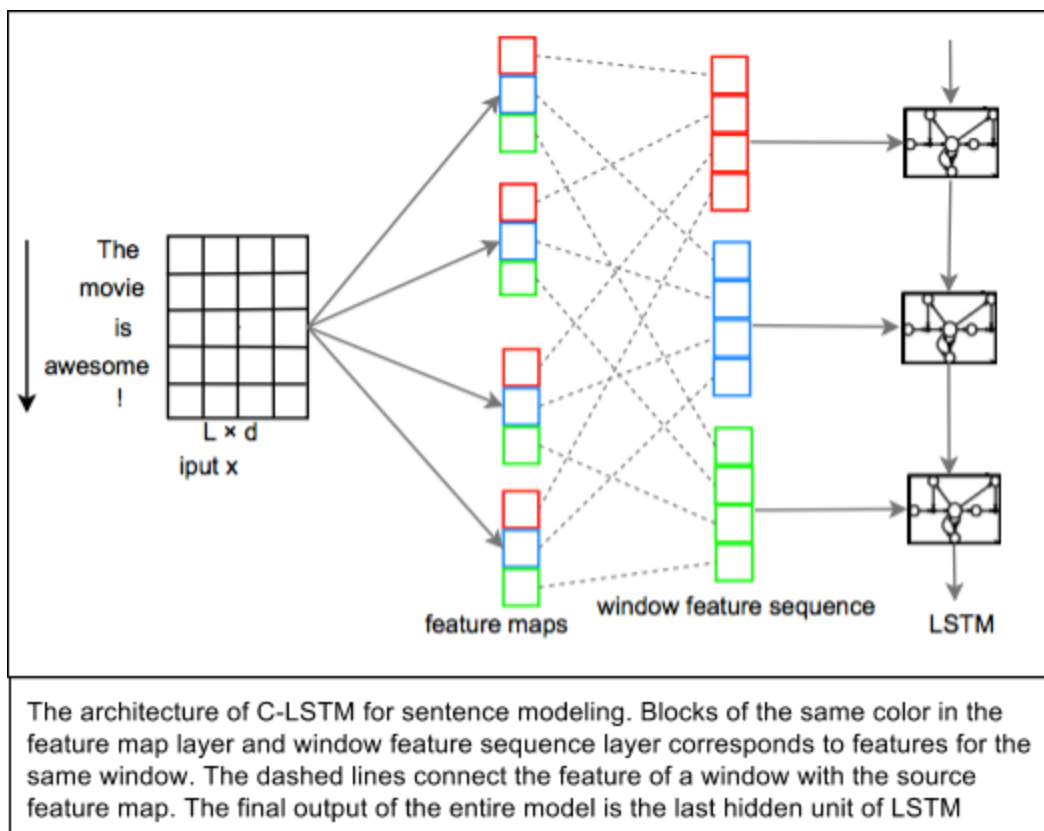 The
movie
is
awesome
!
L × d
iput x
feature maps
window feature sequence
LSTM
The architecture of C-LSTM for sentence modeling. Blocks of the same color in the
feature map layer and window feature sequence layer corresponds to features for the
same window. The dashed lines connect the feature of a window with the source
feature map. The final output of the entire model is the last hidden unit of LSTM